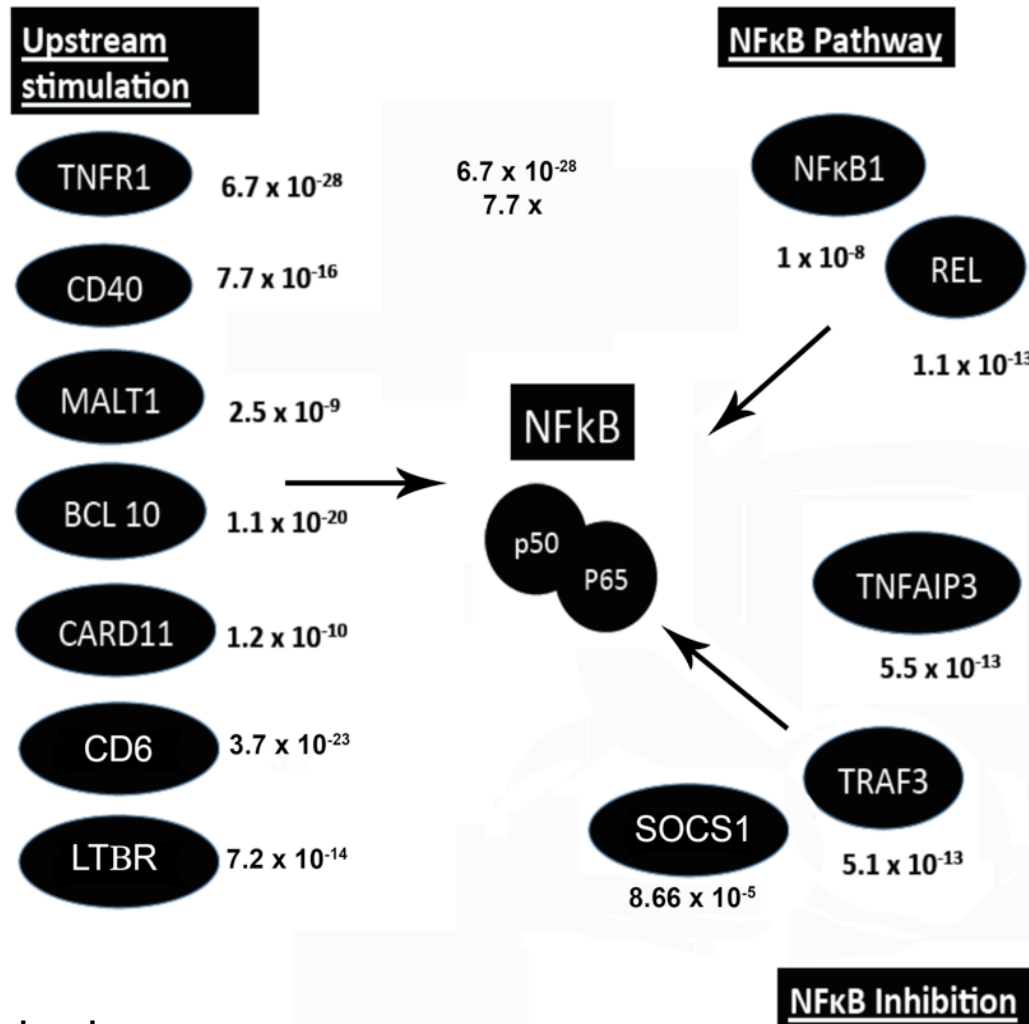 Upstream
stimulation
TNFR1
6.7 x 10⁻²⁸
CD40
7.7 x 10⁻¹⁶
MALT1
2.5 x 10⁻⁹
BCL 10
1.1 x 10⁻²⁰
CARD11
1.2 x 10⁻¹⁰
CD6
3.7 x 10⁻²³
LTBR
7.2 x 10⁻¹⁴
6.7 x 10⁻²⁸
7.7 x
NFκB Pathway
NFκB1
1 x 10⁻⁸
REL
1.1 x 10⁻¹³
NFkB
p50
P65
TNFAIP3
5.5 x 10⁻¹³
TRAF3
5.1 x 10⁻¹³
SOCS1
8.66 x 10⁻⁵
NFκB Inhibition